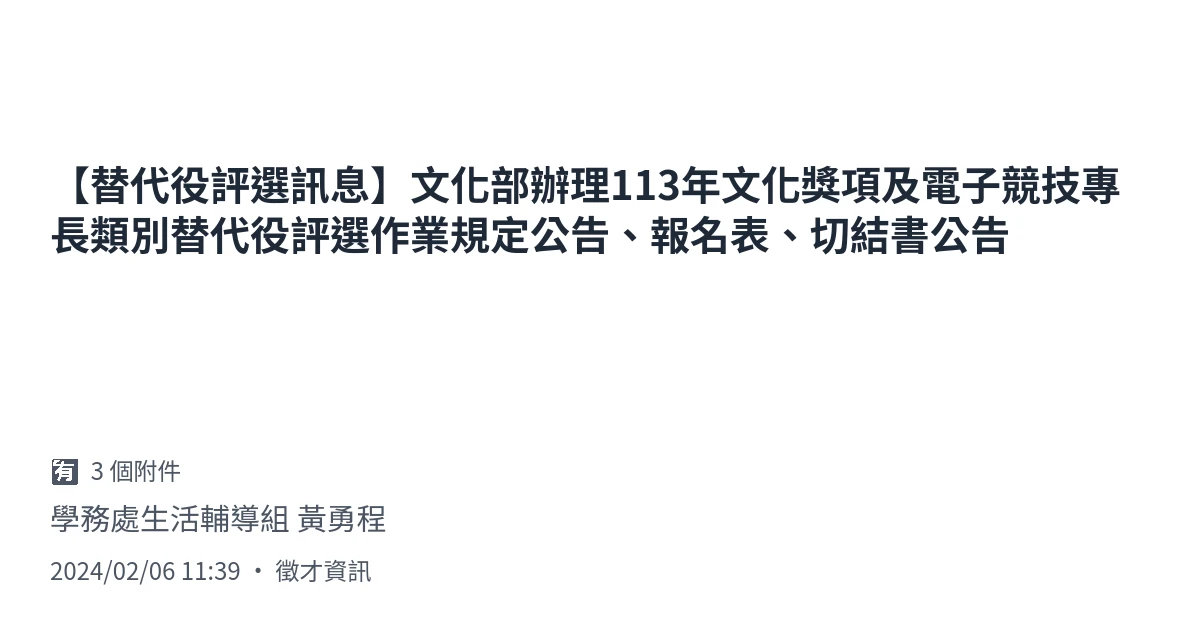 【替代役評選訊息】文化部辦理113年文化獎項及電子競技專
長類別替代役評選作業規定公告、報名表、切結書公告
有 3 個附件
學務處生活輔導組 黃勇程
2024/02/06 11:39 • 徵才資訊